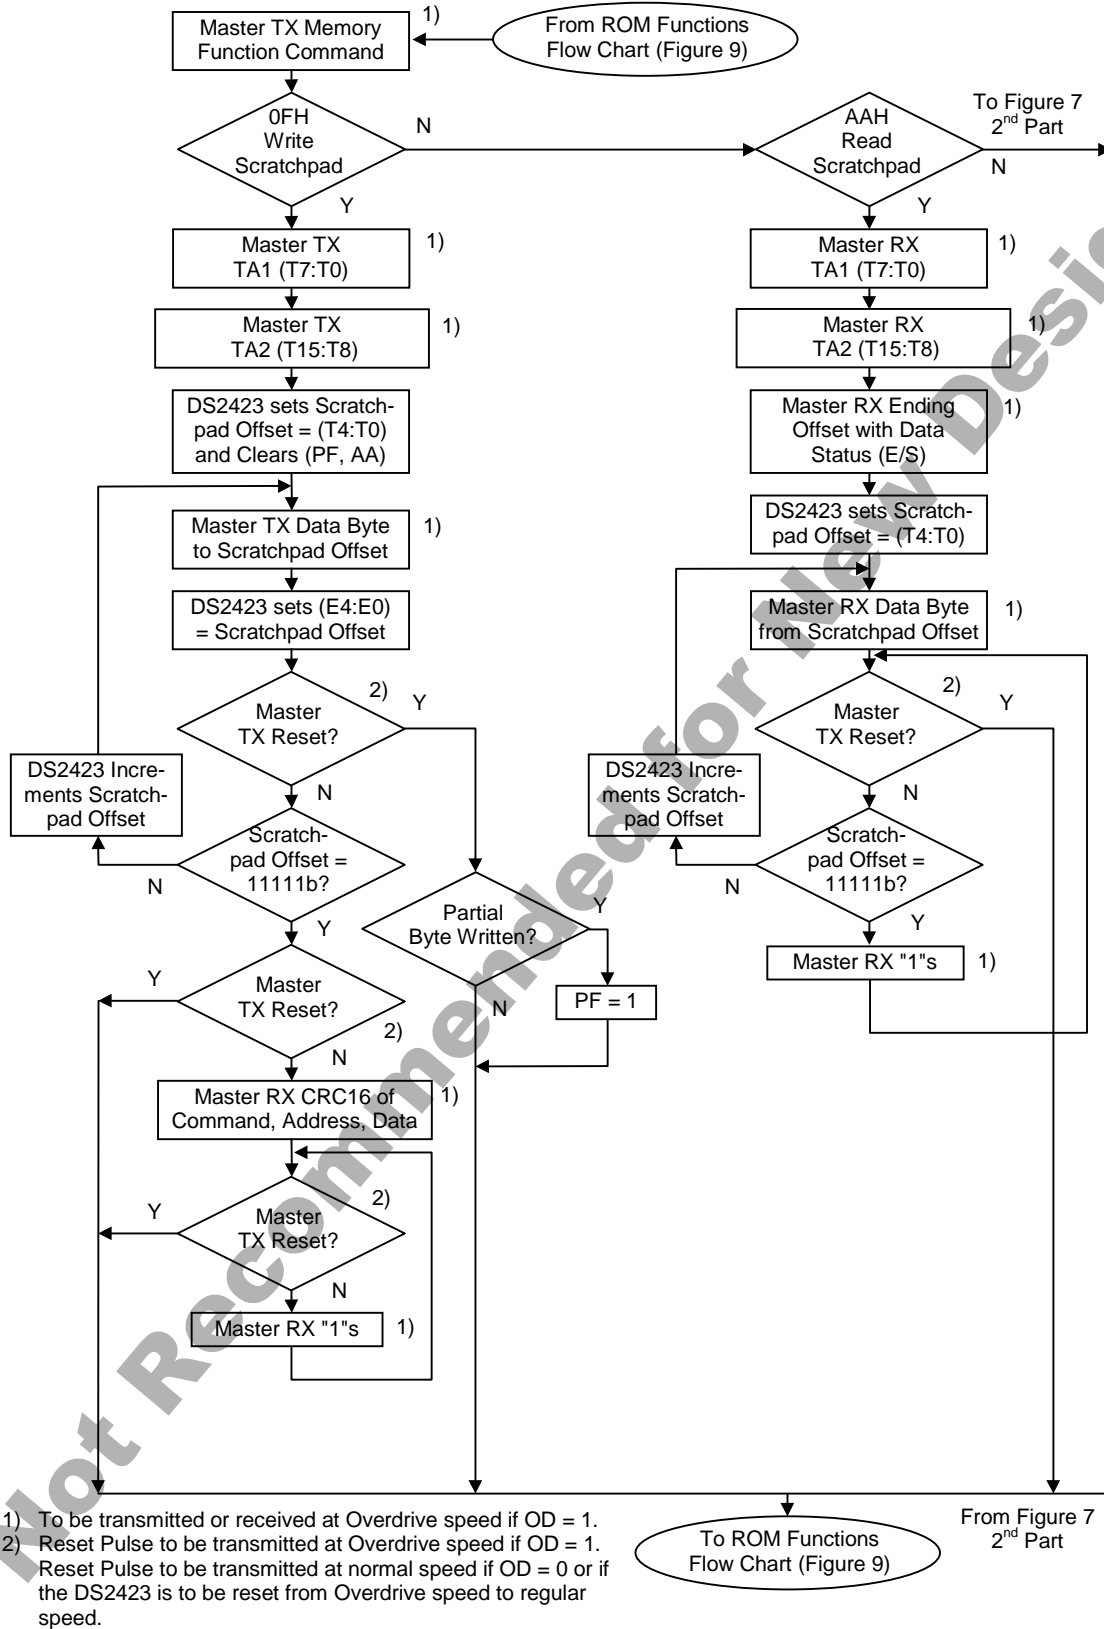 Master TX Memory
Function Command
1)
From ROM Functions
Flow Chart (Figure 9)
0FH
Write
Scratchpad
N
Y
AAH
Read
Scratchpad
N
Y
To Figure 7
2nd Part
Master TX
TA1 (T7:T0)
1)
Master TX
TA2 (T15:T8)
1)
DS2423 sets Scratch-
pad Offset = (T4:T0)
and Clears (PF, AA)
Master TX Data Byte
to Scratchpad Offset
1)
DS2423 sets (E4:E0)
= Scratchpad Offset
Master
TX Reset?
2)
Y
N
DS2423 Incre-
ments Scratch-
pad Offset
Scratch-
pad Offset =
11111b?
N
Y
Partial
Byte Written?
Y
N
PF = 1
Master
TX Reset?
Y
2)
N
Master RX CRC16 of
Command, Address, Data
1)
Master
TX Reset?
2)
Y
N
Master RX "1"s
1)
Master RX
TA1 (T7:T0)
1)
Master RX
TA2 (T15:T8)
1)
Master RX Ending
Offset with Data
Status (E/S)
1)
DS2423 sets Scratch-
pad Offset = (T4:T0)
Master RX Data Byte
from Scratchpad Offset
1)
Master
TX Reset?
2)
Y
N
DS2423 Incre-
ments Scratch-
pad Offset
Scratch-
pad Offset =
11111b?
N
Y
Master RX "1"s
1)
To ROM Functions
Flow Chart (Figure 9)
From Figure 7
2nd Part
1) To be transmitted or received at Overdrive speed if OD = 1.
2) Reset Pulse to be transmitted at Overdrive speed if OD = 1.
Reset Pulse to be transmitted at normal speed if OD = 0 or if
the DS2423 is to be reset from Overdrive speed to regular
speed.
Not Recommended for New Desig